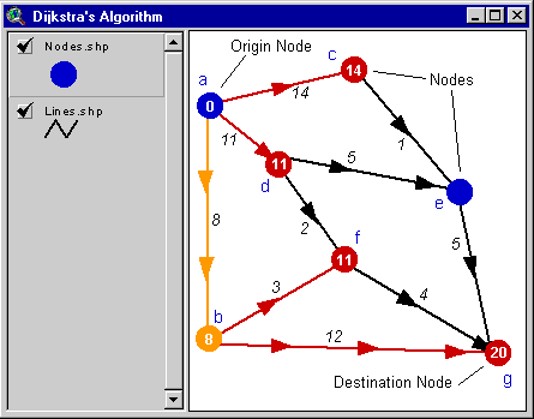 Dijkstra's Algorithm
Nodes.shp
Lines.shp
Origin Node
a
0
c
14
Nodes
14
11
1
5
d
11
e
8
2
f
11
5
3
4
b
8
12
20
g
Destination Node